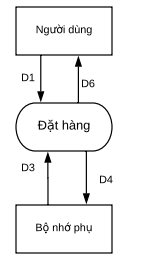 Người dùng
D1
D6
Đặt hàng
D3
D4
Bộ nhớ phụ